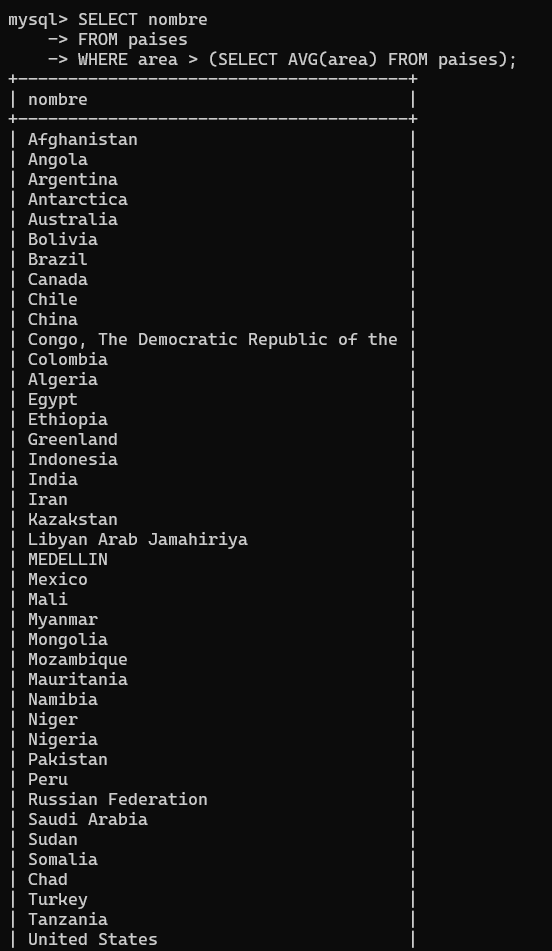 mysql> SELECT nombre
    -> FROM paises
    -> WHERE area > (SELECT AVG(area) FROM paises);
+---------------------------------------+
| nombre                                |
+---------------------------------------+
| Afghanistan                           |
| Angola                                |
| Argentina                             |
| Antarctica                            |
| Australia                             |
| Bolivia                               |
| Brazil                                |
| Canada                                |
| Chile                                 |
| China                                 |
| Congo, The Democratic Republic of the |
| Colombia                              |
| Algeria                               |
| Egypt                                 |
| Ethiopia                              |
| Greenland                             |
| Indonesia                             |
| India                                 |
| Iran                                  |
| Kazakstan                             |
| Libyan Arab Jamahiriya                |
| MEDELLIN                              |
| Mexico                                |
| Mali                                  |
| Myanmar                               |
| Mongolia                              |
| Mozambique                            |
| Mauritania                            |
| Namibia                               |
| Niger                                 |
| Nigeria                               |
| Pakistan                              |
| Peru                                  |
| Russian Federation                    |
| Saudi Arabia                          |
| Sudan                                 |
| Somalia                               |
| Chad                                  |
| Turkey                                |
| Tanzania                              |
| United States                         |